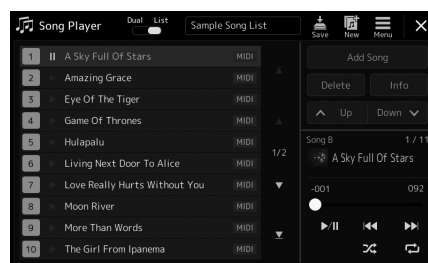 Song Player
Dual List
Sample Song List
Save New Menu
1 A Sky Full Of Stars MIDI
2 Amazing Grace MIDI
3 Eye Of The Tiger MIDI
4 Game Of Thrones MIDI
5 Hulapalu MIDI
6 Living Next Door To Alice MIDI
7 Love Really Hurts Without You MIDI
8 Moon River MIDI
9 More Than Words MIDI
10 The Girl From Ipanema MIDI
1/2
Add Song
Delete Info
Up Down
Song B 1 / 11
A Sky Full Of Stars
-001 092